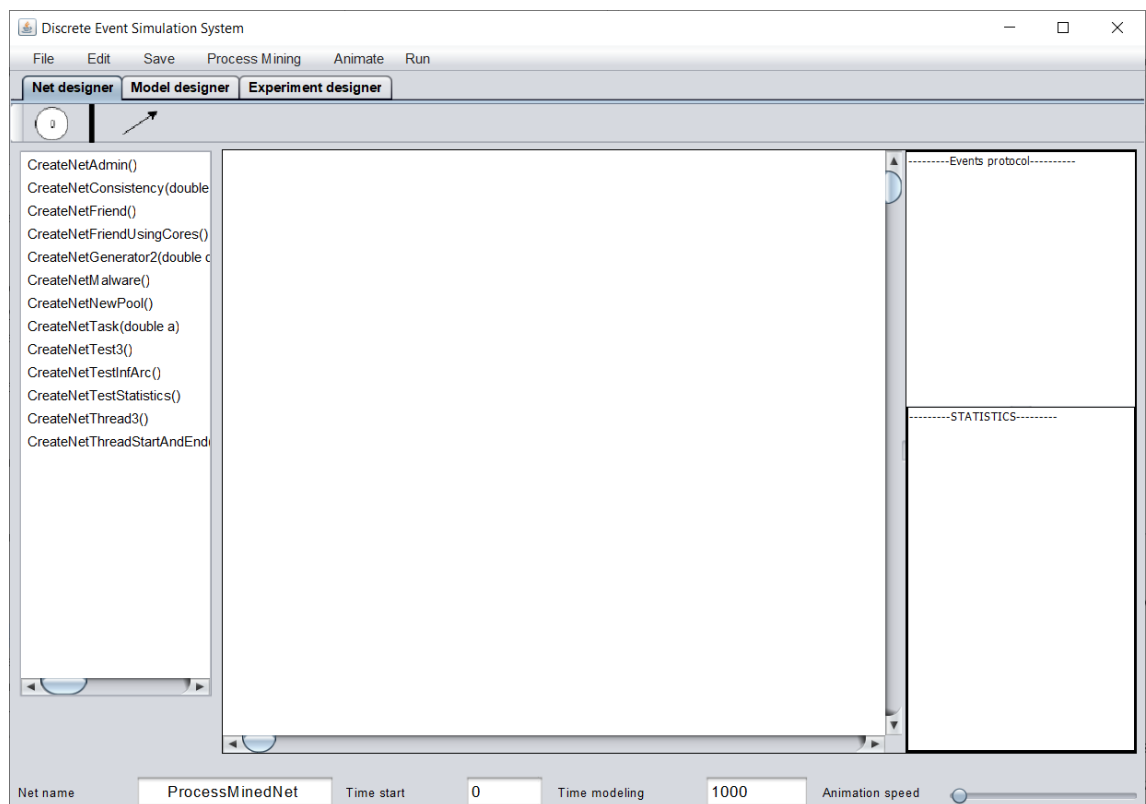 Discrete Event Simulation System
File Edit Save Process Mining Animate Run
Net designer Model designer Experiment designer
0
CreateNetAdmin()
CreateNetConsistency(double
CreateNetFriend()
CreateNetFriendUsingCores()
CreateNetGenerator2(double
CreateNetMalware()
CreateNetNewPool()
CreateNetTask(double a)
CreateNetTest3()
CreateNetTestInfArc()
CreateNetTestStatistics()
CreateNetThread3()
CreateNetThreadStartAndEnd(
---------Events protocol----------
---------STATISTICS---------
Net name ProcessMinedNet Time start 0 Time modeling 1000 Animation speed